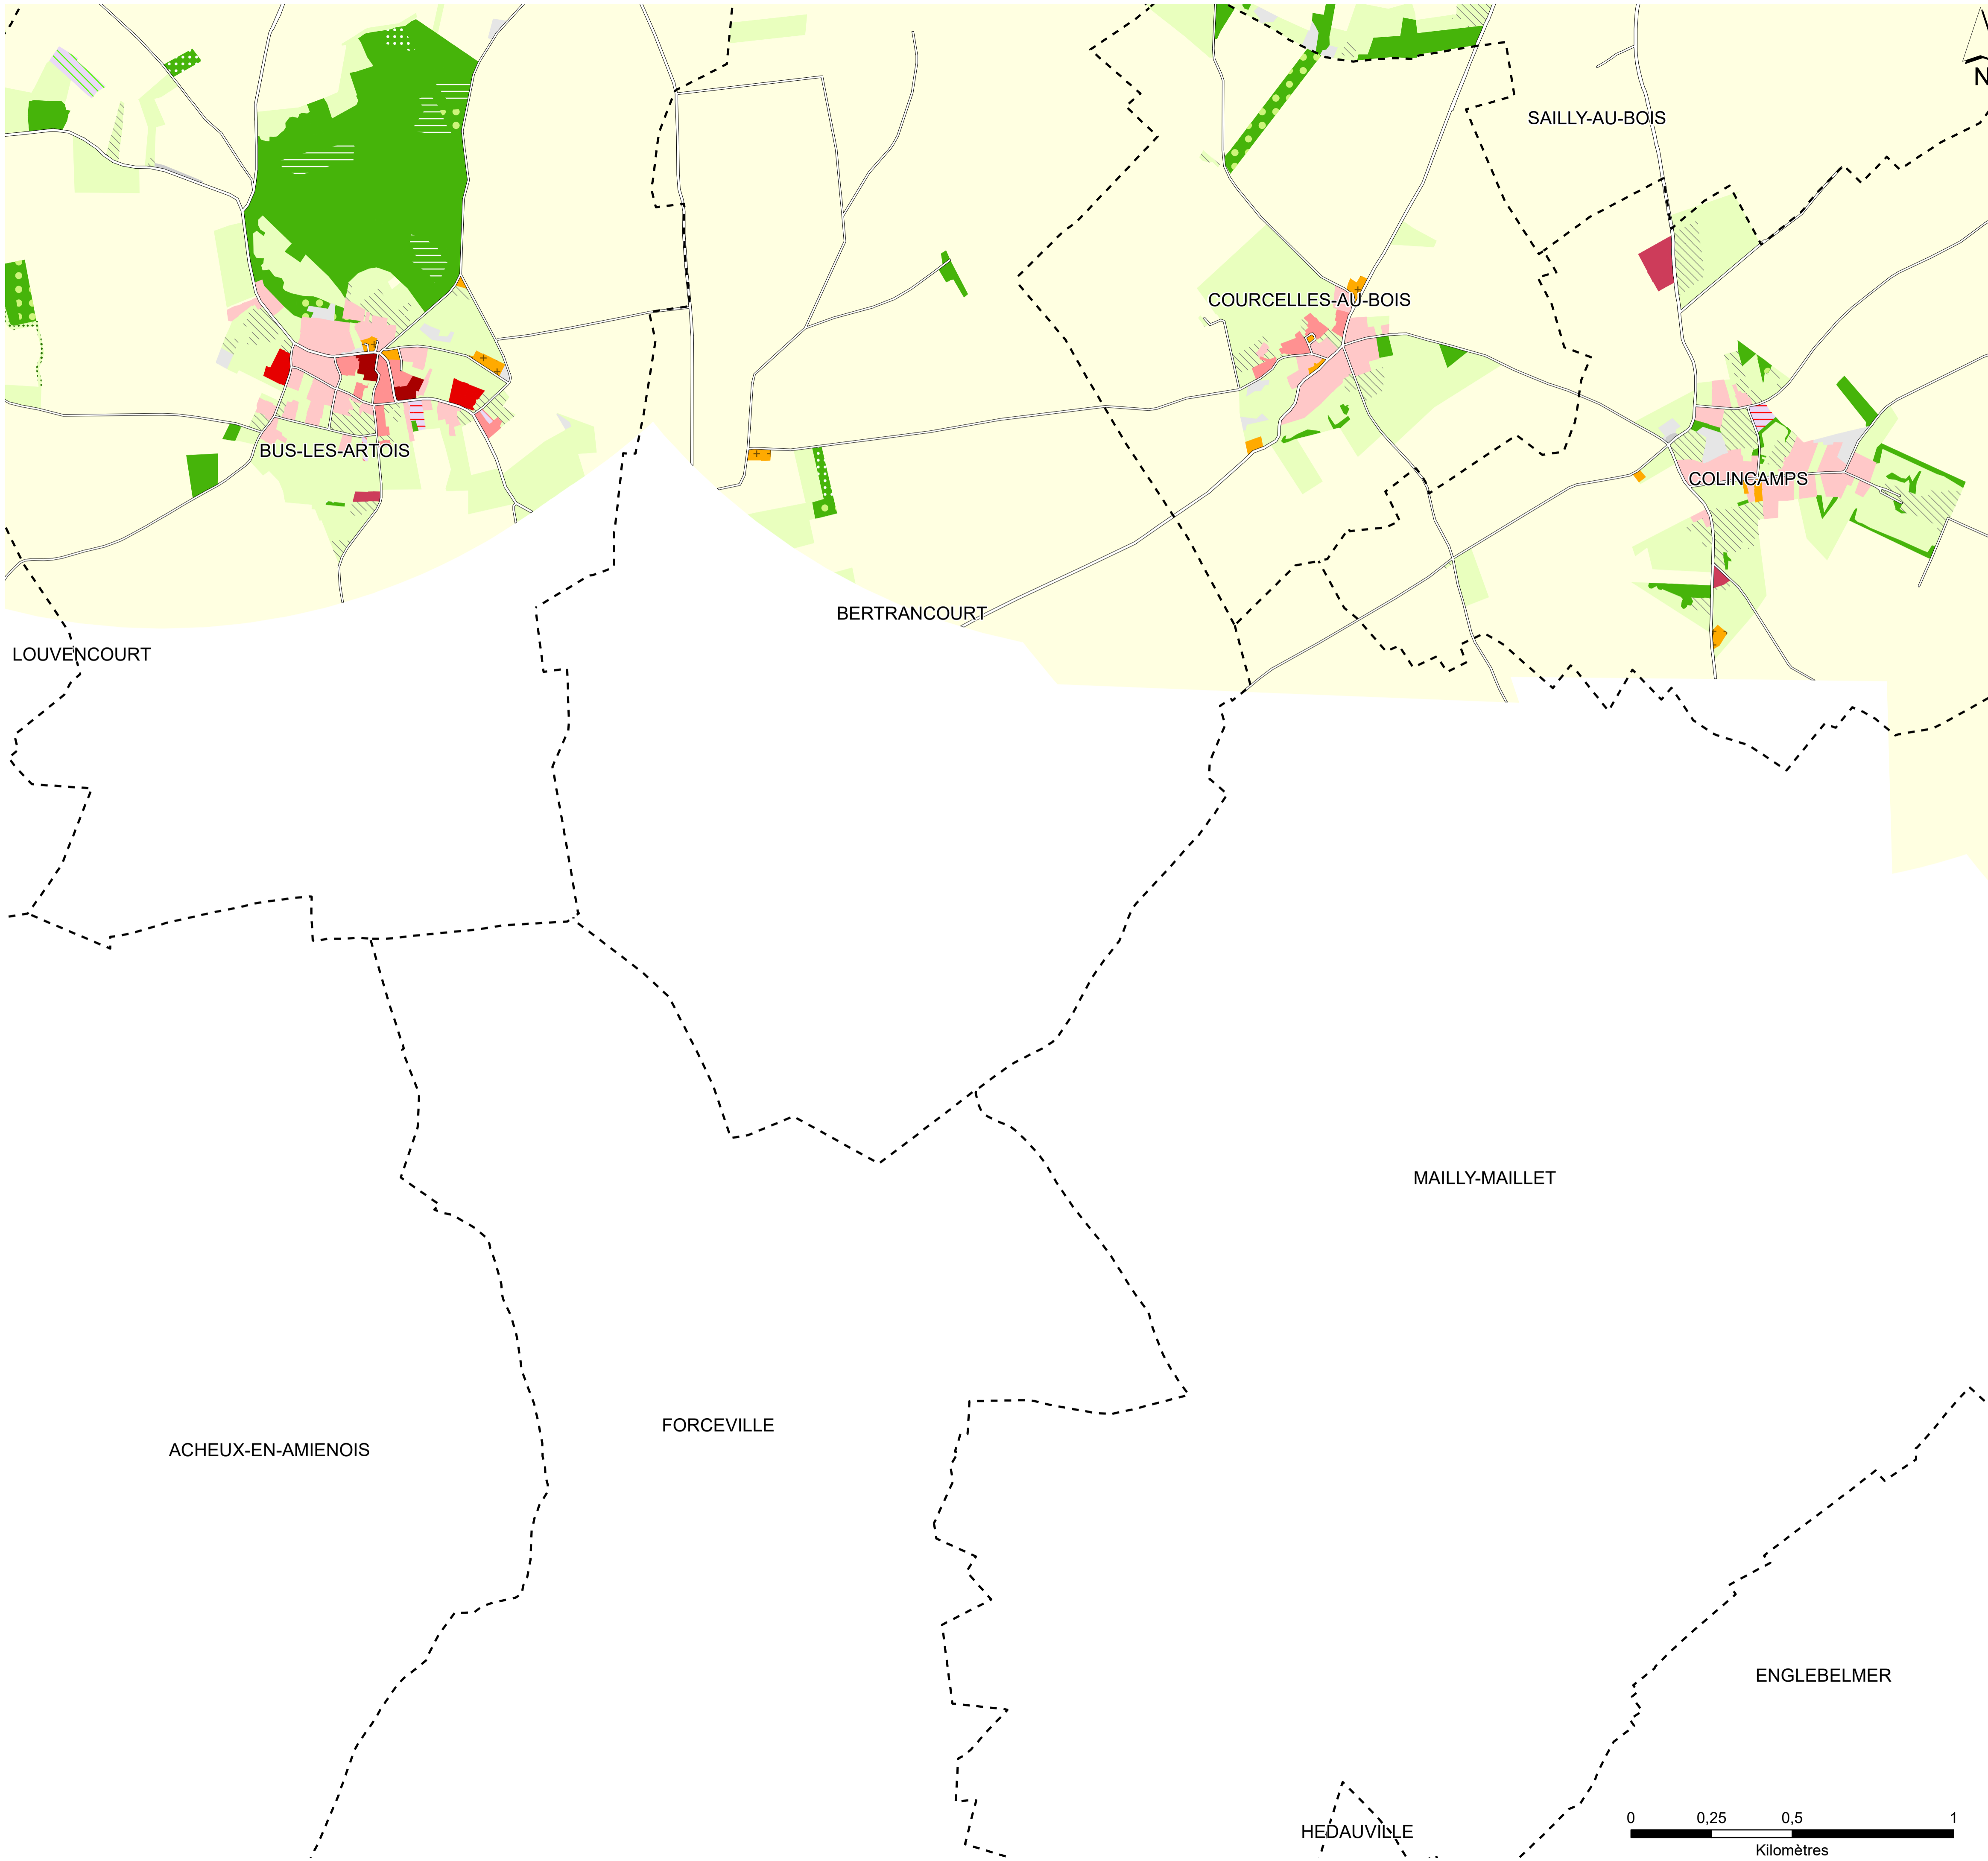 N
SAILLY-AU-BOIS
COURCELLES-AU-BOIS
BUS-LES-ARTOIS
COLINCAMPS
BERTRANCOURT
LOUVENCOURT
MAILLY-MAILLET
FORCEVILLE
ACHEUX-EN-AMIENOIS
ENGLEBELMER
HEDAUVILLE
0 0,25 0,5 1
Kilomètres